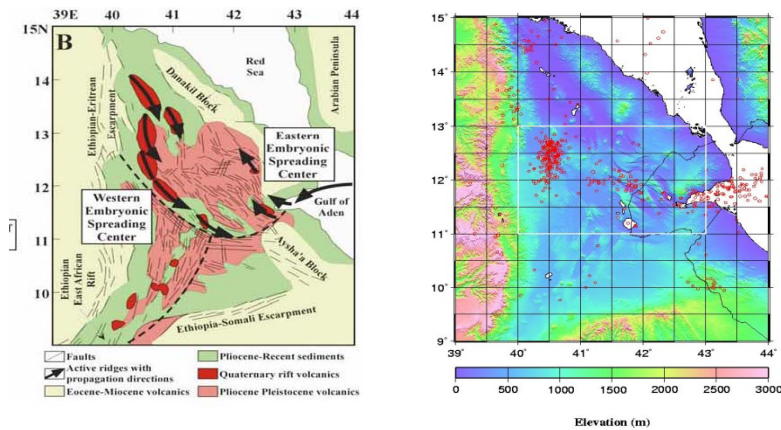 39E 40 41 42 43 44
15N
14
13
12
11
10
B
Red
Sea
Arabian Peninsula
Danakil Block
Ethiopian-Eritrean
Escarpment
Eastern
Embryonic
Spreading
Center
Western
Embryonic
Spreading
Center
Gulf of
Aden
Aysha'a Block
Ethiopian
East African
Rift
Ethiopia-Somali Escarpment
Faults
Active ridges with
propagation directions
Eocene-Miocene volcanics
Pliocene-Recent sediments
Quaternary rift volcanics
Pliocene Pleistocene volcanics
15˚
14˚
13˚
12˚
11˚
10˚
9˚
39˚ 40˚ 41˚ 42˚ 43˚ 44˚
0 500 1000 1500 2000 2500 3000
Elevation (m)